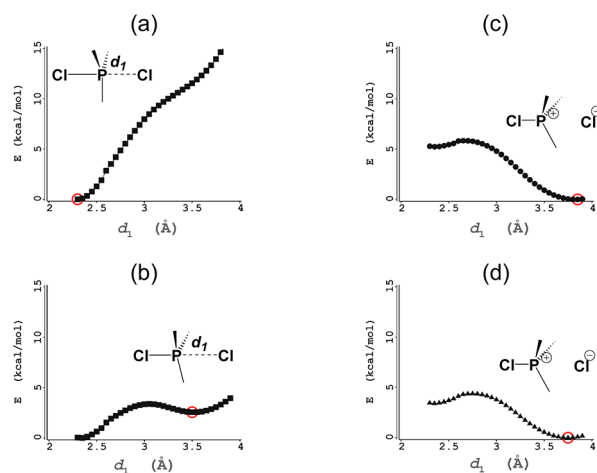 (a)
E (kcal/mol)
15
10
5
0
Cl P d1 Cl
2 2.5 3 3.5 4
d1 (Å)
(c)
E (kcal/mol)
15
10
5
0
Cl P + Cl −
2 2.5 3 3.5 4
d1 (Å)
(b)
E (kcal/mol)
15
10
5
0
Cl P d1 Cl
2 2.5 3 3.5 4
d1 (Å)
(d)
E (kcal/mol)
15
10
5
0
Cl P + Cl −
2 2.5 3 3.5 4
d1 (Å)